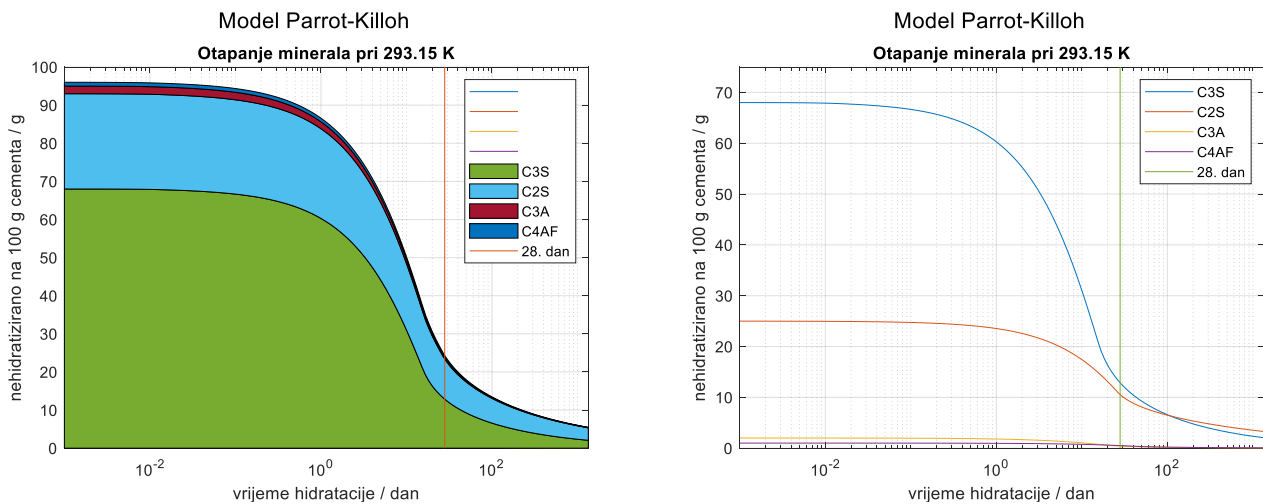 Model Parrot-Killoh
Otapanje minerala pri 293.15 K
nehidratizirano na 100 g cementa / g
100
90
80
70
60
50
40
30
20
10
0
C3S
C2S
C3A
C4AF
28. dan
10^-2
10^0
10^2
vrijeme hidratacije / dan
Model Parrot-Killoh
Otapanje minerala pri 293.15 K
nehidratizirano na 100 g cementa / g
70
60
50
40
30
20
10
0
C3S
C2S
C3A
C4AF
28. dan
10^-2
10^0
10^2
vrijeme hidratacije / dan